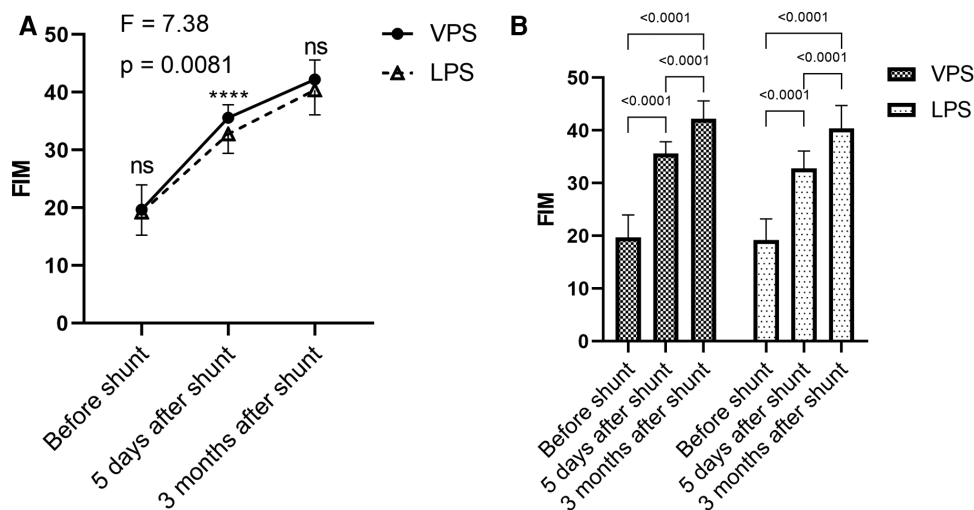 A
F = 7.38
p = 0.0081
VPS
LPS
ns
****
ns
FIM
50
40
30
20
10
0
Before shunt
5 days after shunt
3 months after shunt
B
<0.0001
<0.0001
<0.0001
<0.0001
<0.0001
<0.0001
VPS
LPS
FIM
50
40
30
20
10
0
Before shunt
5 days after shunt
3 months after shunt
Before shunt
5 days after shunt
3 months after shunt